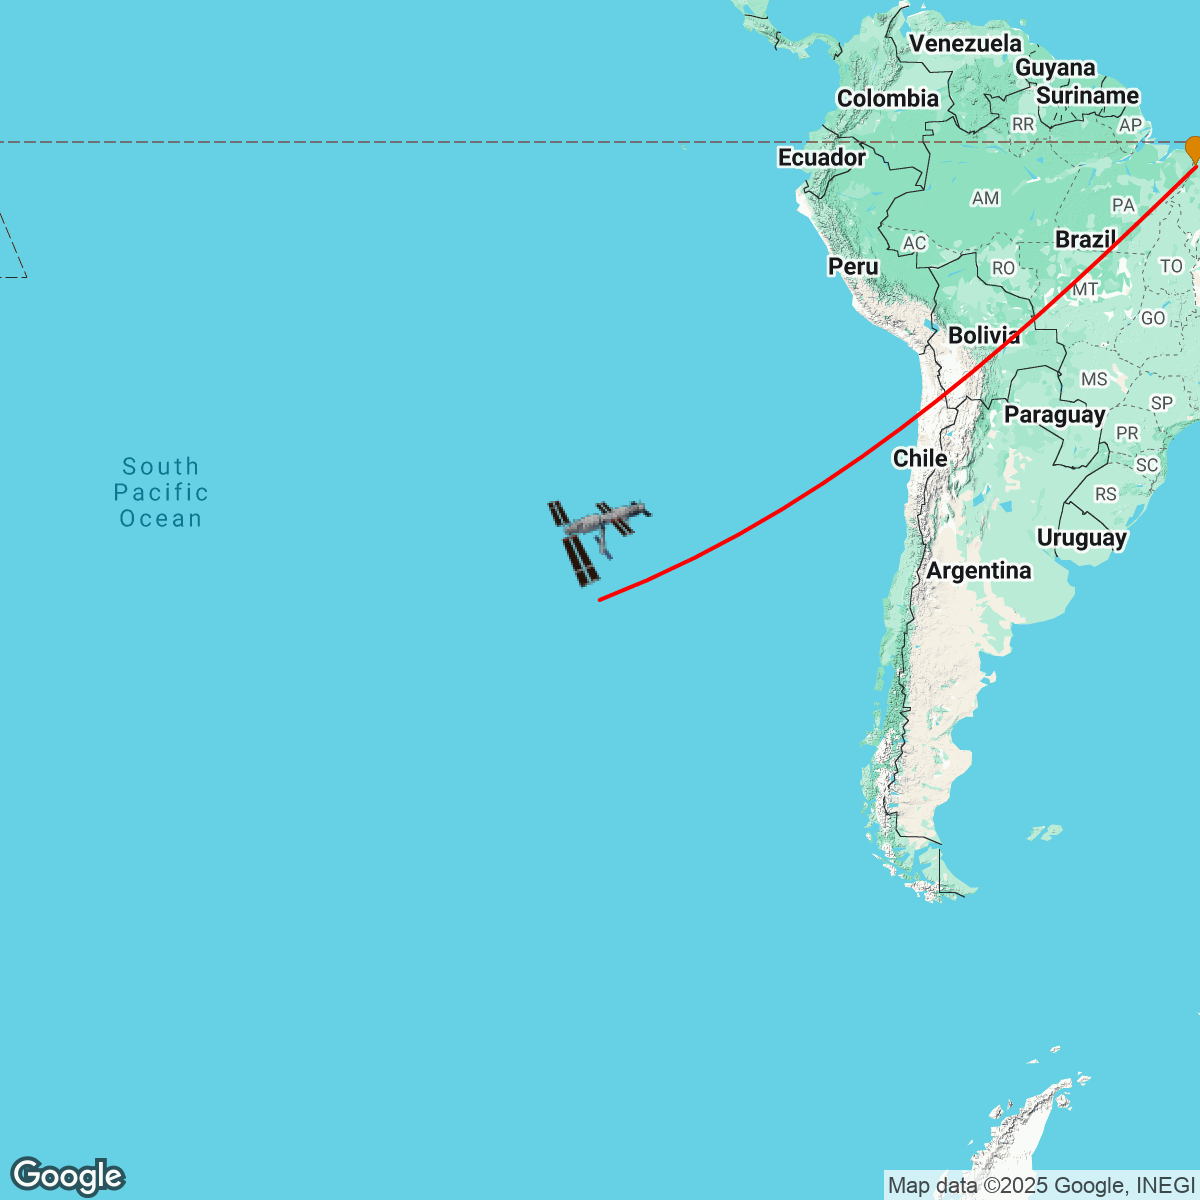 Venezuela
Guyana
Colombia
Suriname
RR
AP
Ecuador
AM
PA
Brazil
AC
Peru
RO
TO
MT
GO
Bolivia
MS
SP
Paraguay
PR
Chile
SC
South
Pacific
Ocean
RS
Uruguay
Argentina
Google
Map data ©2025 Google, INEGI